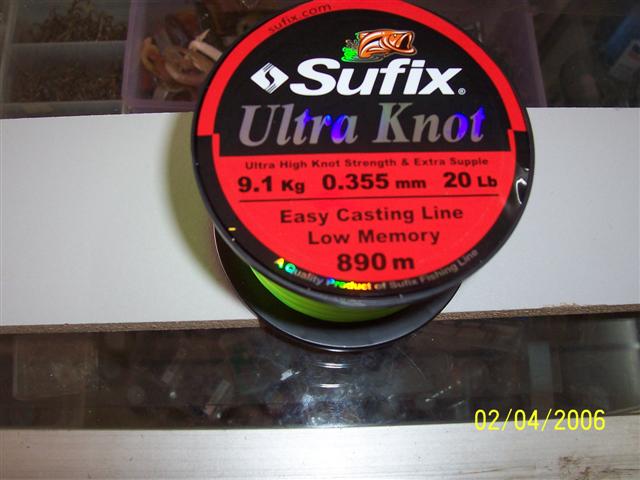 sufix.com
Sufix®
Ultra Knot
Ultra High Knot Strength & Extra Supple
9.1 Kg 0.355 mm 20 Lb
Easy Casting Line
Low Memory
890 m
A Quality Product of Sufix Fishing Line
02/04/2006